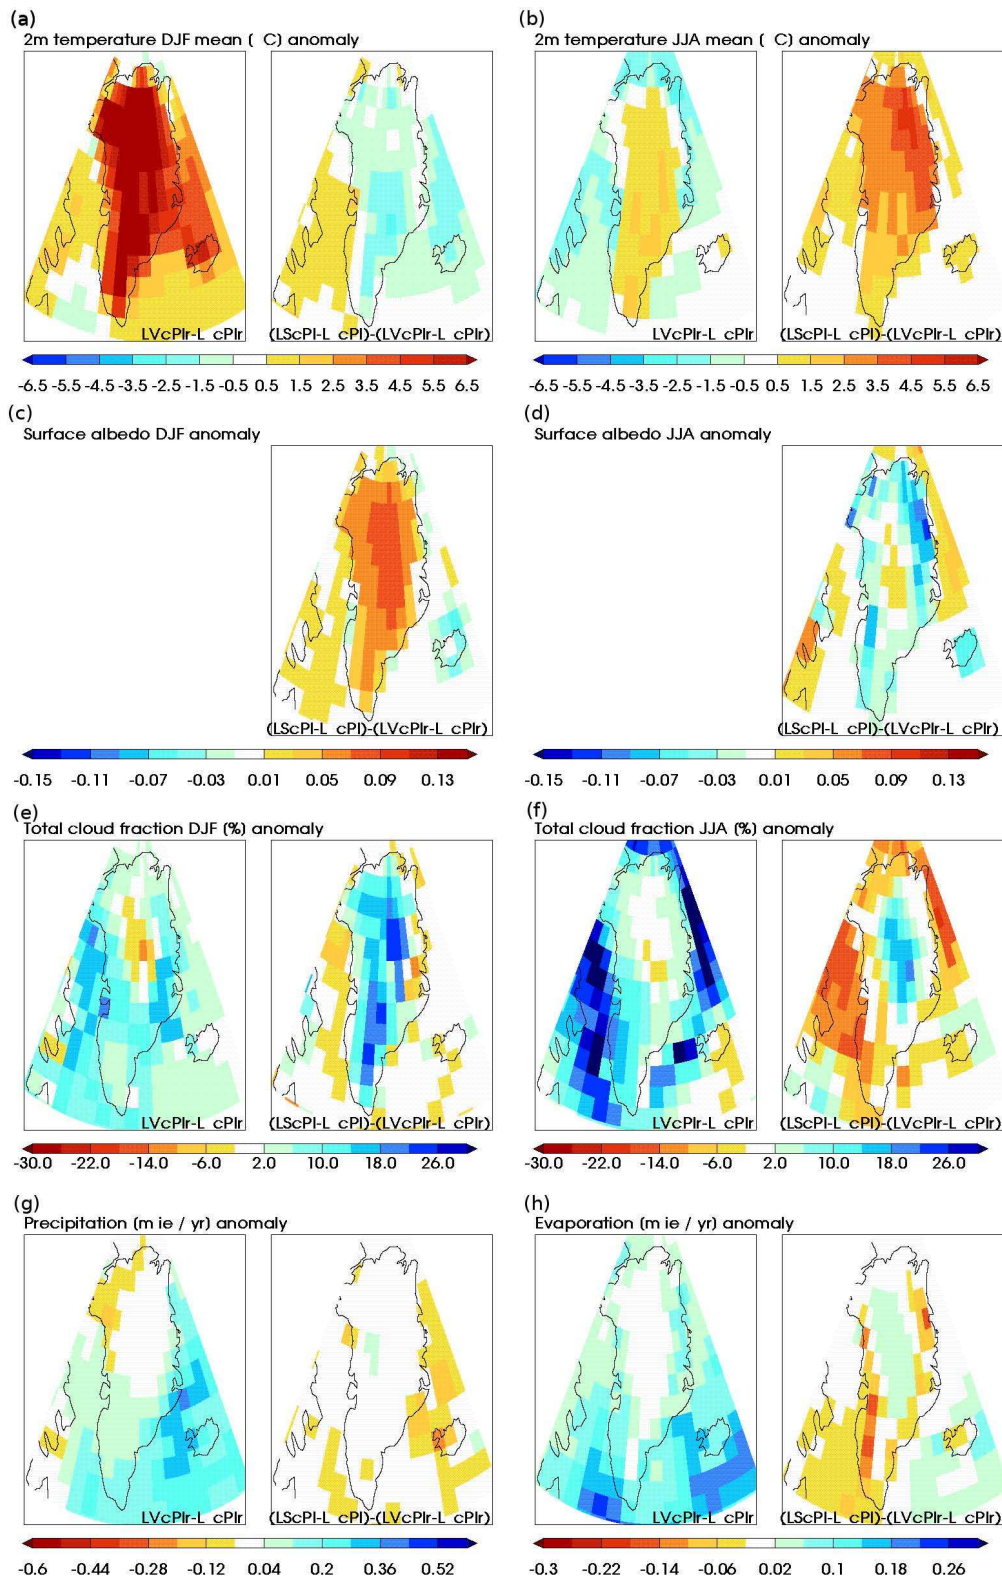 (a)
2m temperature DJF mean [ C] anomaly
LVcPIr-L cPIr
(LScPI-L cPI)-(LVcPIr-L cPIr)
-6.5 -5.5 -4.5 -3.5 -2.5 -1.5 -0.5 0.5 1.5 2.5 3.5 4.5 5.5 6.5
(b)
2m temperature JJA mean [ C] anomaly
LVcPIr-L cPIr
(LScPI-L cPI)-(LVcPIr-L cPIr)
-6.5 -5.5 -4.5 -3.5 -2.5 -1.5 -0.5 0.5 1.5 2.5 3.5 4.5 5.5 6.5
(c)
Surface albedo DJF anomaly
(LScPI-L cPI)-(LVcPIr-L cPIr)
-0.15 -0.11 -0.07 -0.03 0.01 0.05 0.09 0.13
(d)
Surface albedo JJA anomaly
(LScPI-L cPI)-(LVcPIr-L cPIr)
-0.15 -0.11 -0.07 -0.03 0.01 0.05 0.09 0.13
(e)
Total cloud fraction DJF [%] anomaly
LVcPIr-L cPIr
(LScPI-L cPI)-(LVcPIr-L cPIr)
-30.0 -22.0 -14.0 -6.0 2.0 10.0 18.0 26.0
(f)
Total cloud fraction JJA [%] anomaly
LVcPIr-L cPIr
(LScPI-L cPI)-(LVcPIr-L cPIr)
-30.0 -22.0 -14.0 -6.0 2.0 10.0 18.0 26.0
(g)
Precipitation [m ie / yr] anomaly
LVcPIr-L cPIr
(LScPI-L cPI)-(LVcPIr-L cPIr)
-0.6 -0.44 -0.28 -0.12 0.04 0.2 0.36 0.52
(h)
Evaporation [m ie / yr] anomaly
LVcPIr-L cPIr
(LScPI-L cPI)-(LVcPIr-L cPIr)
-0.3 -0.22 -0.14 -0.06 0.02 0.1 0.18 0.26